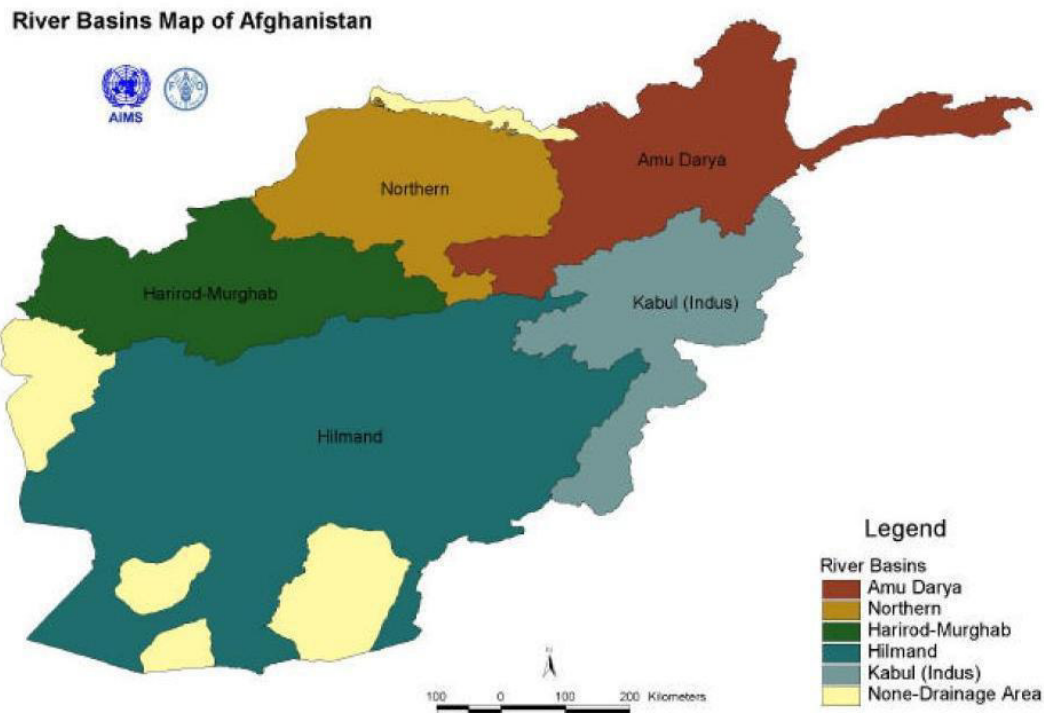 River Basins Map of Afghanistan
AIMS
F A O
Amu Darya
Northern
Kabul (Indus)
Harirod-Murghab
Hilmand
Legend
River Basins
Amu Darya
Northern
Harirod-Murghab
Hilmand
Kabul (Indus)
None-Drainage Area
N
100 0 100 200 Kilometers